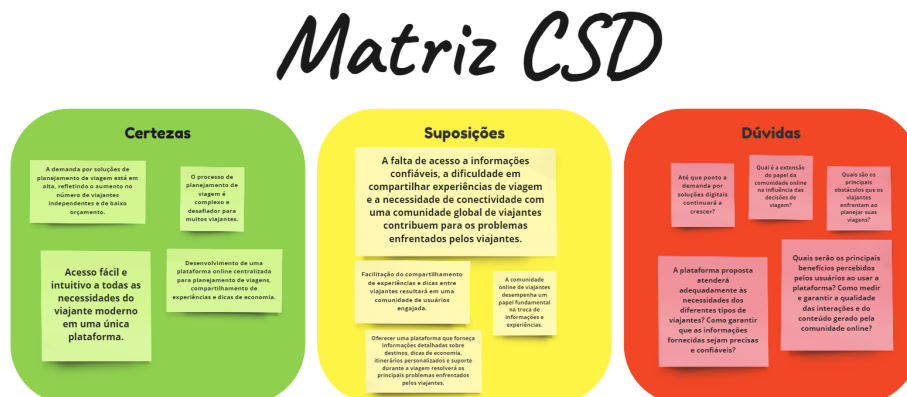 Matriz CSD
Certezas
A demanda por soluções de
planejamento de viagem está em
alta, refletindo o aumento no
número de viajantes
independentes e de baixo
orçamento.
O processo de
planejamento de
viagem é
complexo e
desafiador para
muitos viajantes.
Acesso fácil e
intuitivo a todas as
necessidades do
viajante moderno
em uma única
plataforma.
Desenvolvimento de uma
plataforma online centralizada
para planejamento de viagens,
compartilhamento de
experiências e dicas de economia.
Suposições
A falta de acesso a informações
confiáveis, a dificuldade em
compartilhar experiências de viagem
e a necessidade de conectividade com
uma comunidade global de viajantes
contribuem para os problemas
enfrentados pelos viajantes.
Facilitação do compartilhamento
de experiências e dicas entre
viajantes resultará em uma
comunidade de usuários
engajada.
A comunidade
online de viajantes
desempenha um
papel fundamental
na troca de
informações e
experiências.
Oferecer uma plataforma que forneça
informações detalhadas sobre
destinos, dicas de economia,
itinerários personalizados e suporte
durante a viagem resolverá os
principais problemas enfrentados
pelos viajantes.
Dúvidas
Até que ponto a
demanda por
soluções digitais
continuará a
crescer?
Qual é a extensão
do papel da
comunidade online
na influência das
decisões de
viagem?
Quais são os
principais
obstáculos que os
viajantes
enfrentam ao
planejar suas
viagens?
A plataforma proposta
atenderá
adequadamente às
necessidades dos
diferentes tipos de
viajantes? Como garantir
que as informações
fornecidas sejam precisas
e confiáveis?
Quais serão os principais
benefícios percebidos
pelos usuários ao usar a
plataforma? Como medir
e garantir a qualidade
das interações e do
conteúdo gerado pela
comunidade online?